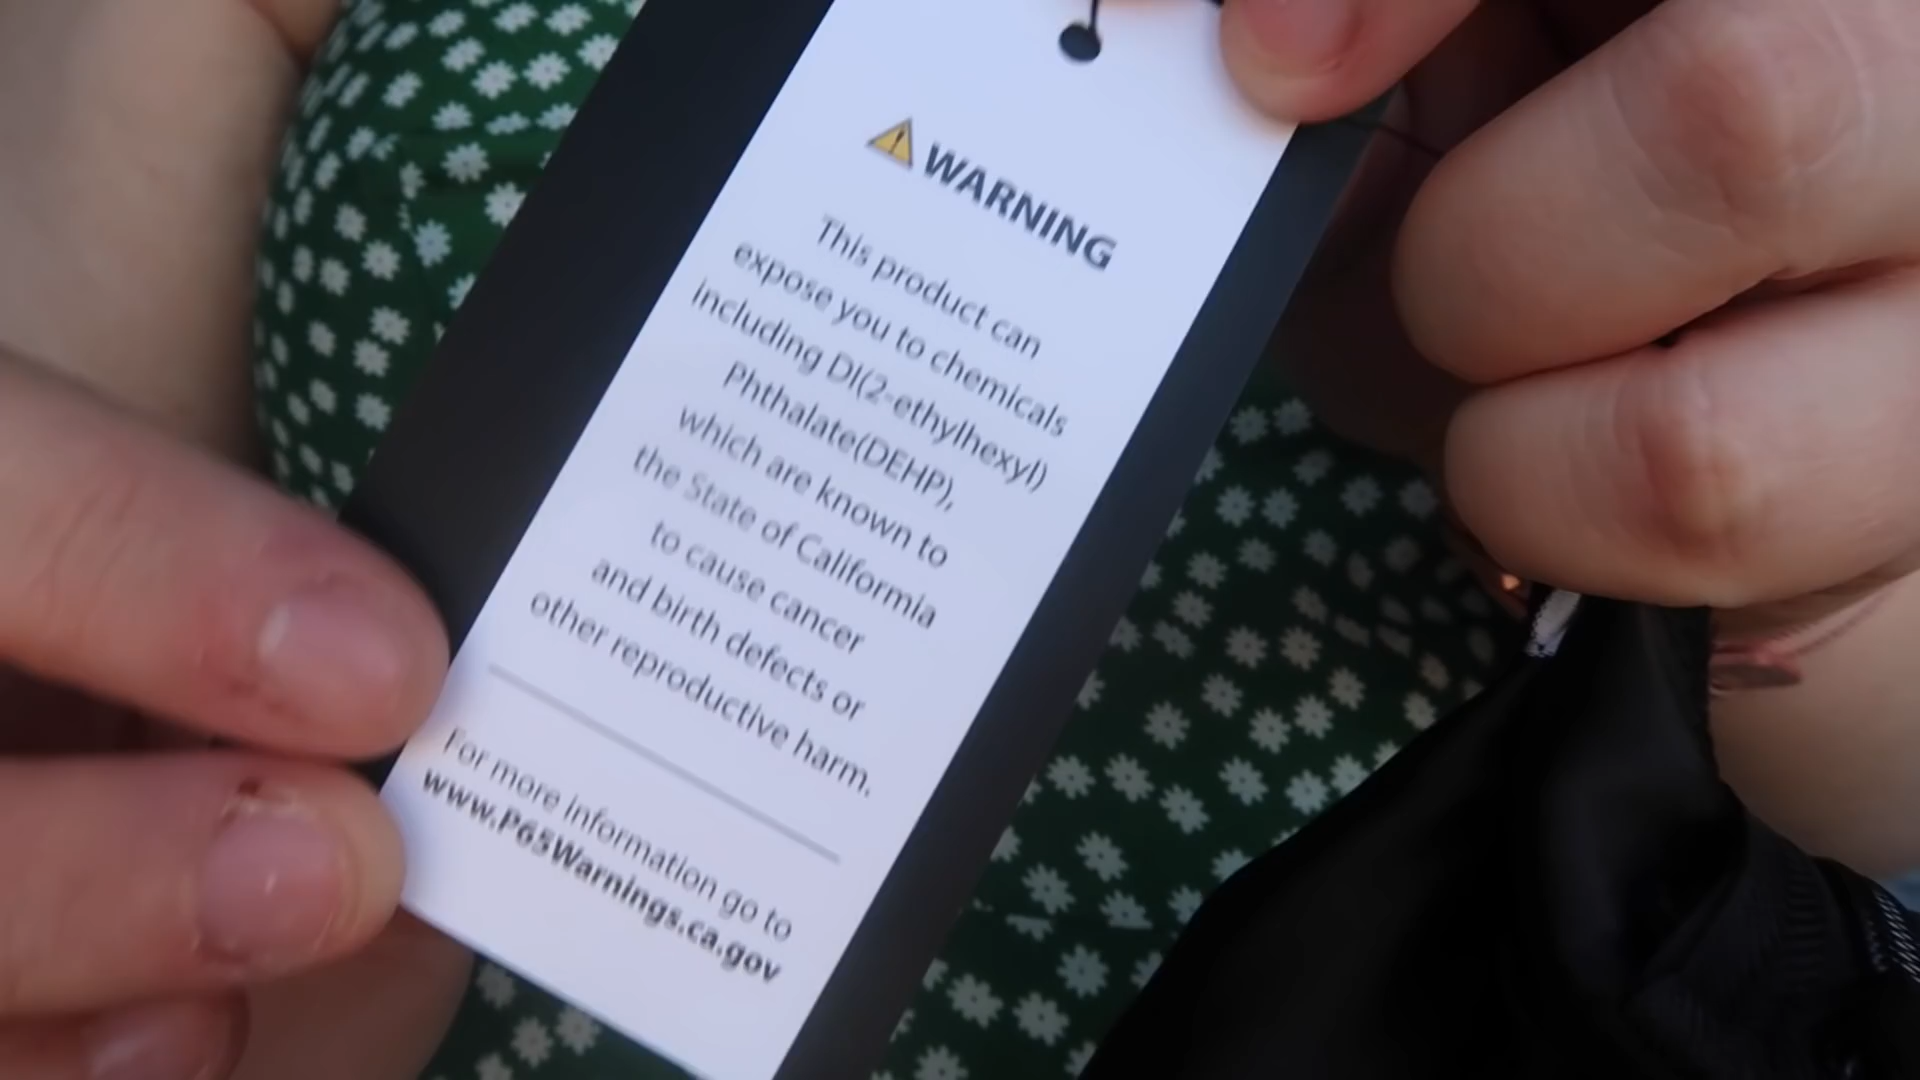 WARNING
This product can
expose you to chemicals
including DI(2-ethylhexyl)
Phthalate(DEHP),
which are known to
the State of California
to cause cancer
and birth defects or
other reproductive harm.
For more information go to
www.P65Warnings.ca.gov